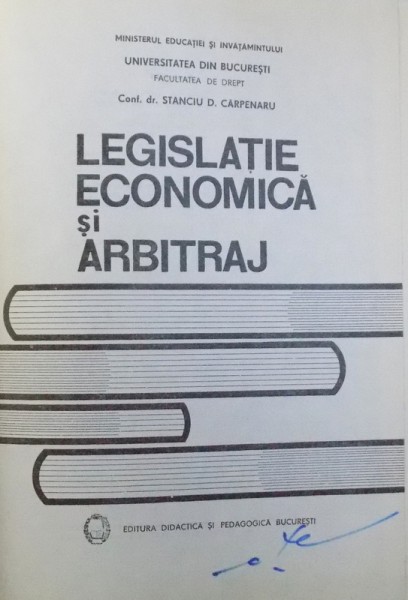 MINISTERUL EDUCAȚIEI ȘI INVĂȚĂMÎNTULUI
UNIVERSITATEA DIN BUCUREȘTI
FACULTATEA DE DREPT
Conf. dr. STANCIU D. CĂRPENARU
LEGISLAȚIE
ECONOMICĂ
și
ARBITRAJ
EDITURA DIDACTICĂ ȘI PEDAGOGICĂ BUCUREȘTI